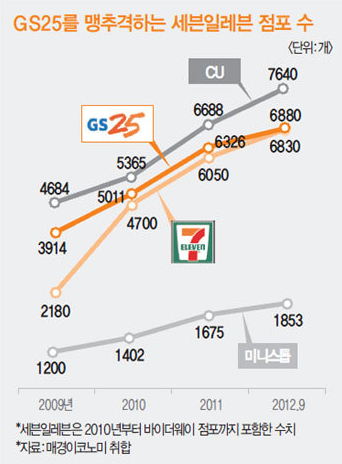 GS25를 맹추격하는 세븐일레븐 점포 수
<단위:개>
CU
7640
GS25
6688
6880
5365
6326
6830
4684
5011
6050
4700
3914
7
ELEVEN
2180
1853
1675
미니스톱
1402
1200
2009년 2010 2011 2012,9
*세븐일레븐은 2010년부터 바이더웨이 점포까지 포함한 수치
*자료: 매경이코노미 취합